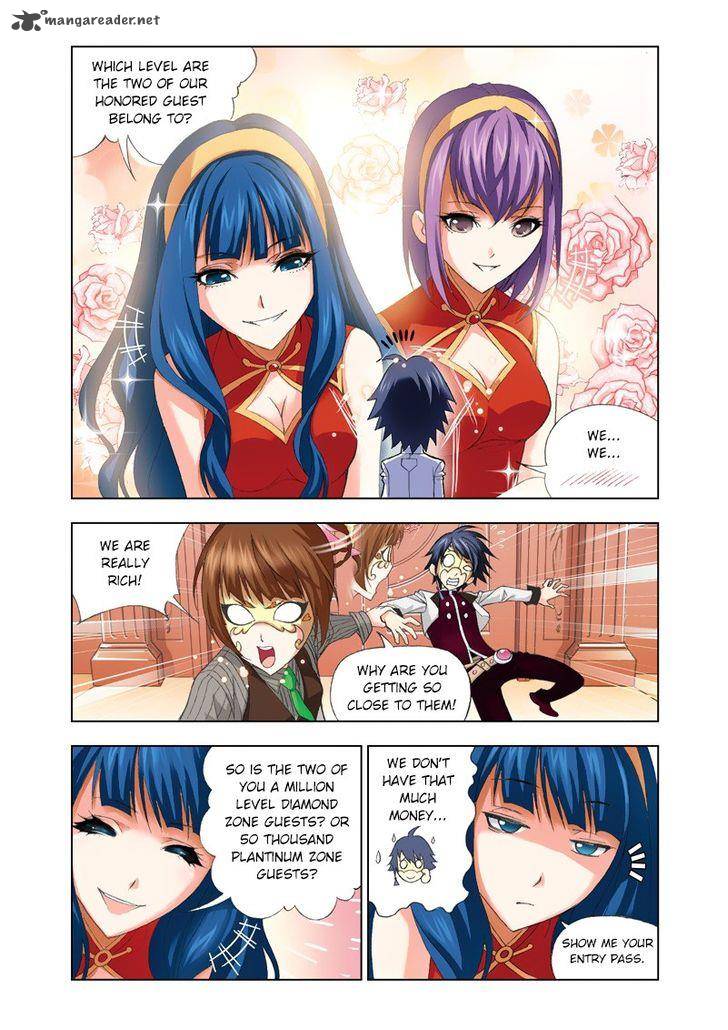 mangareader.net
WHICH LEVEL ARE
THE TWO OF OUR
HONORED GUEST
BELONG TO?
WE...
WE...
WE ARE
REALLY
RICH!
WHY ARE YOU
GETTING SO
CLOSE TO THEM!
SO IS THE TWO OF
YOU A MILLION
LEVEL DIAMOND
ZONE GUESTS? OR
50 THOUSAND
PLANTINUM ZONE
GUESTS?
WE DON'T
HAVE THAT
MUCH
MONEY...
SHOW ME YOUR
ENTRY PASS.